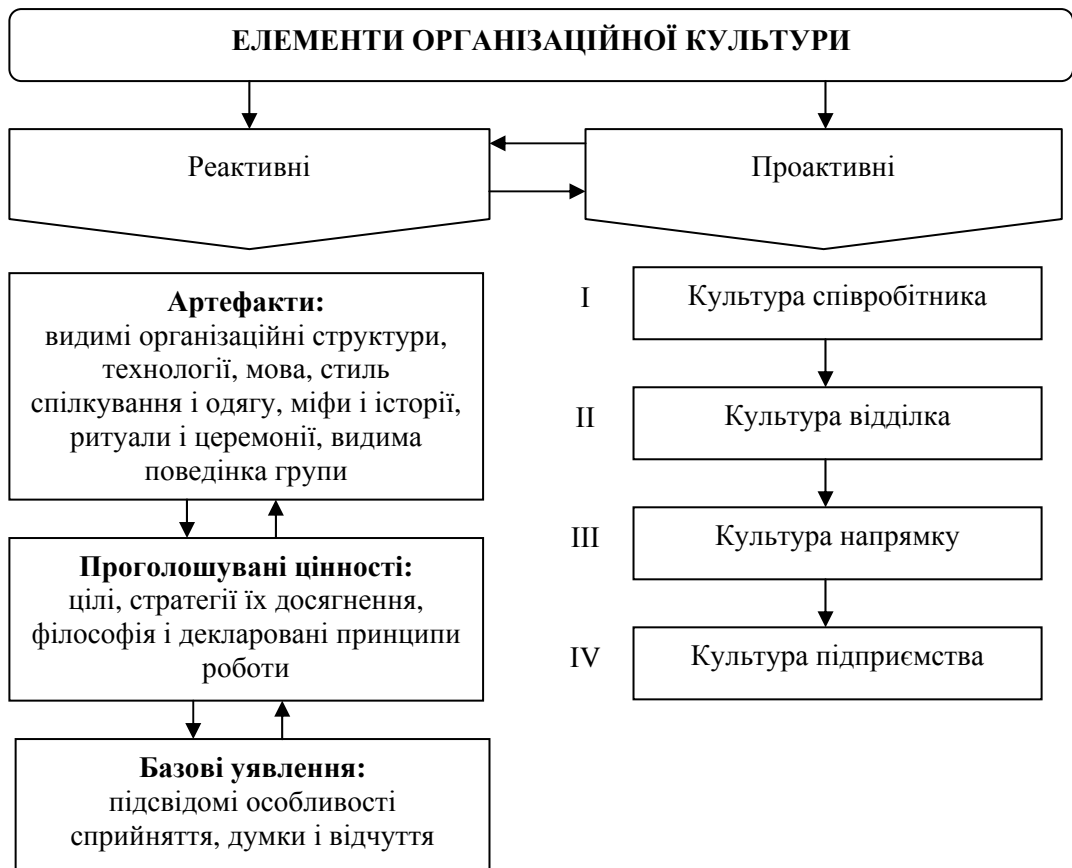 ЕЛЕМЕНТИ ОРГАНІЗАЦІЙНОЇ КУЛЬТУРИ
Реактивні
Проактивні
Артефакти:
видимі організаційні структури,
технології, мова, стиль
спілкування і одягу, міфи і історії,
ритуали і церемонії, видима
поведінка групи
Проголошувані цінності:
цілі, стратегії їх досягнення,
філософія і декларовані принципи
роботи
Базові уявлення:
підсвідомі особливості
сприйняття, думки і відчуття
I Культура співробітника
II Культура відділка
III Культура напрямку
IV Культура підприємства